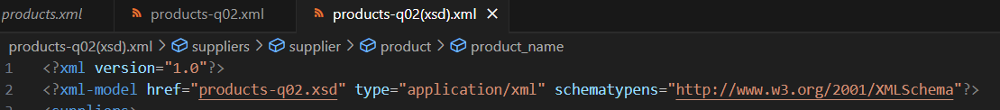 products.xml products-q02.xml products-q02(xsd).xml
products-q02(xsd).xml > suppliers > supplier > product > product_name
1 <?xml version="1.0"?>
2 <?xml-model href="products-q02.xsd" type="application/xml" schematypens="http://www.w3.org/2001/XMLSchema"?>
3 <suppliers>